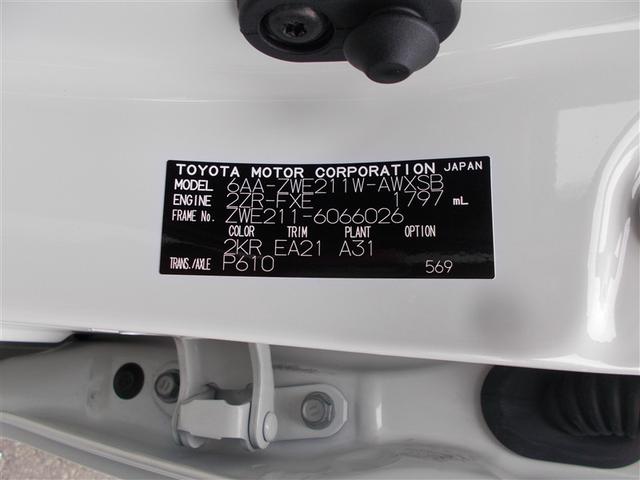 TOYOTA MOTOR CORPORATION JAPAN
MODEL 6AA-ZWE211W-AWXSB
ENGINE 2ZR-FXE 1797 mL
FRAME No. ZWE211-6066026
COLOR TRIM PLANT OPTION
2KR EA21 A31
TRANS./AXLE P610 569